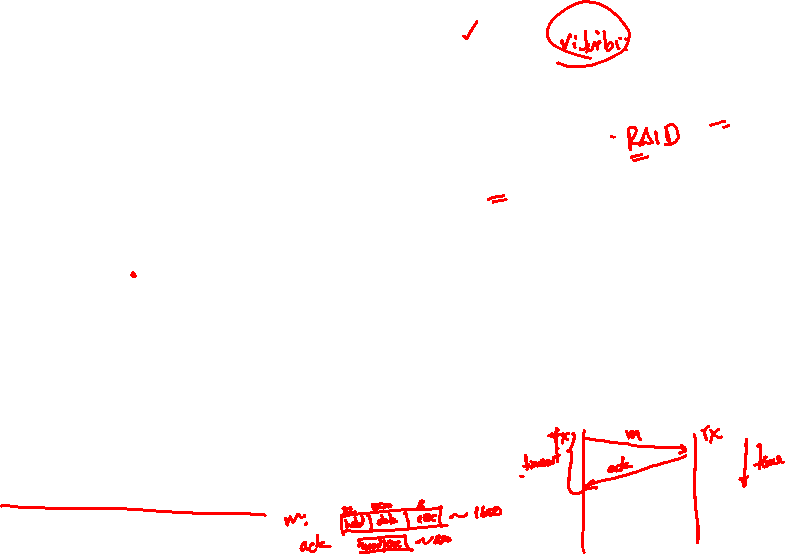 viterbi
RAID
tx m rx
timeout ack time
m: hdr data CRC ~ 1600
ack